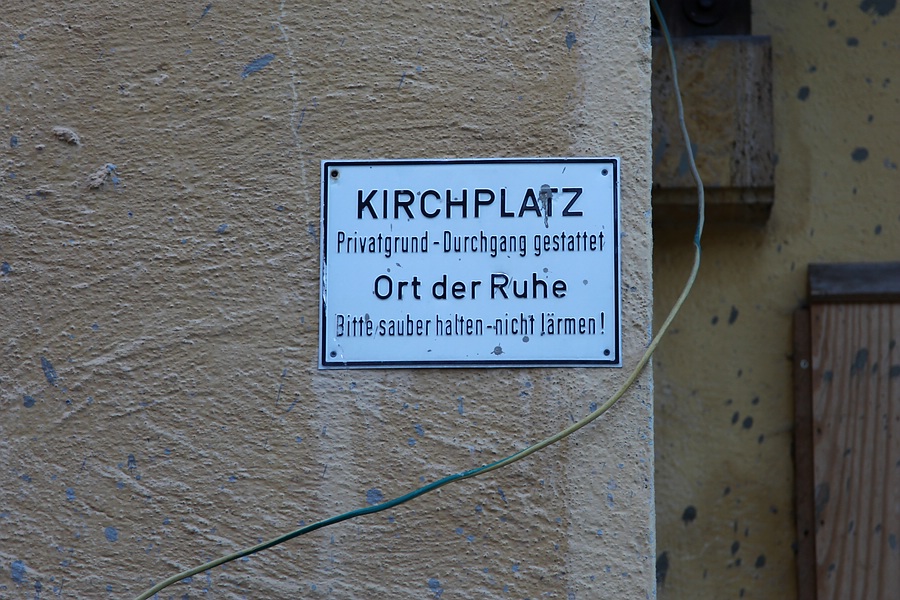 KIRCHPLATZ
Privatgrund - Durchgang gestattet
Ort der Ruhe
Bitte sauber halten - nicht lärmen!